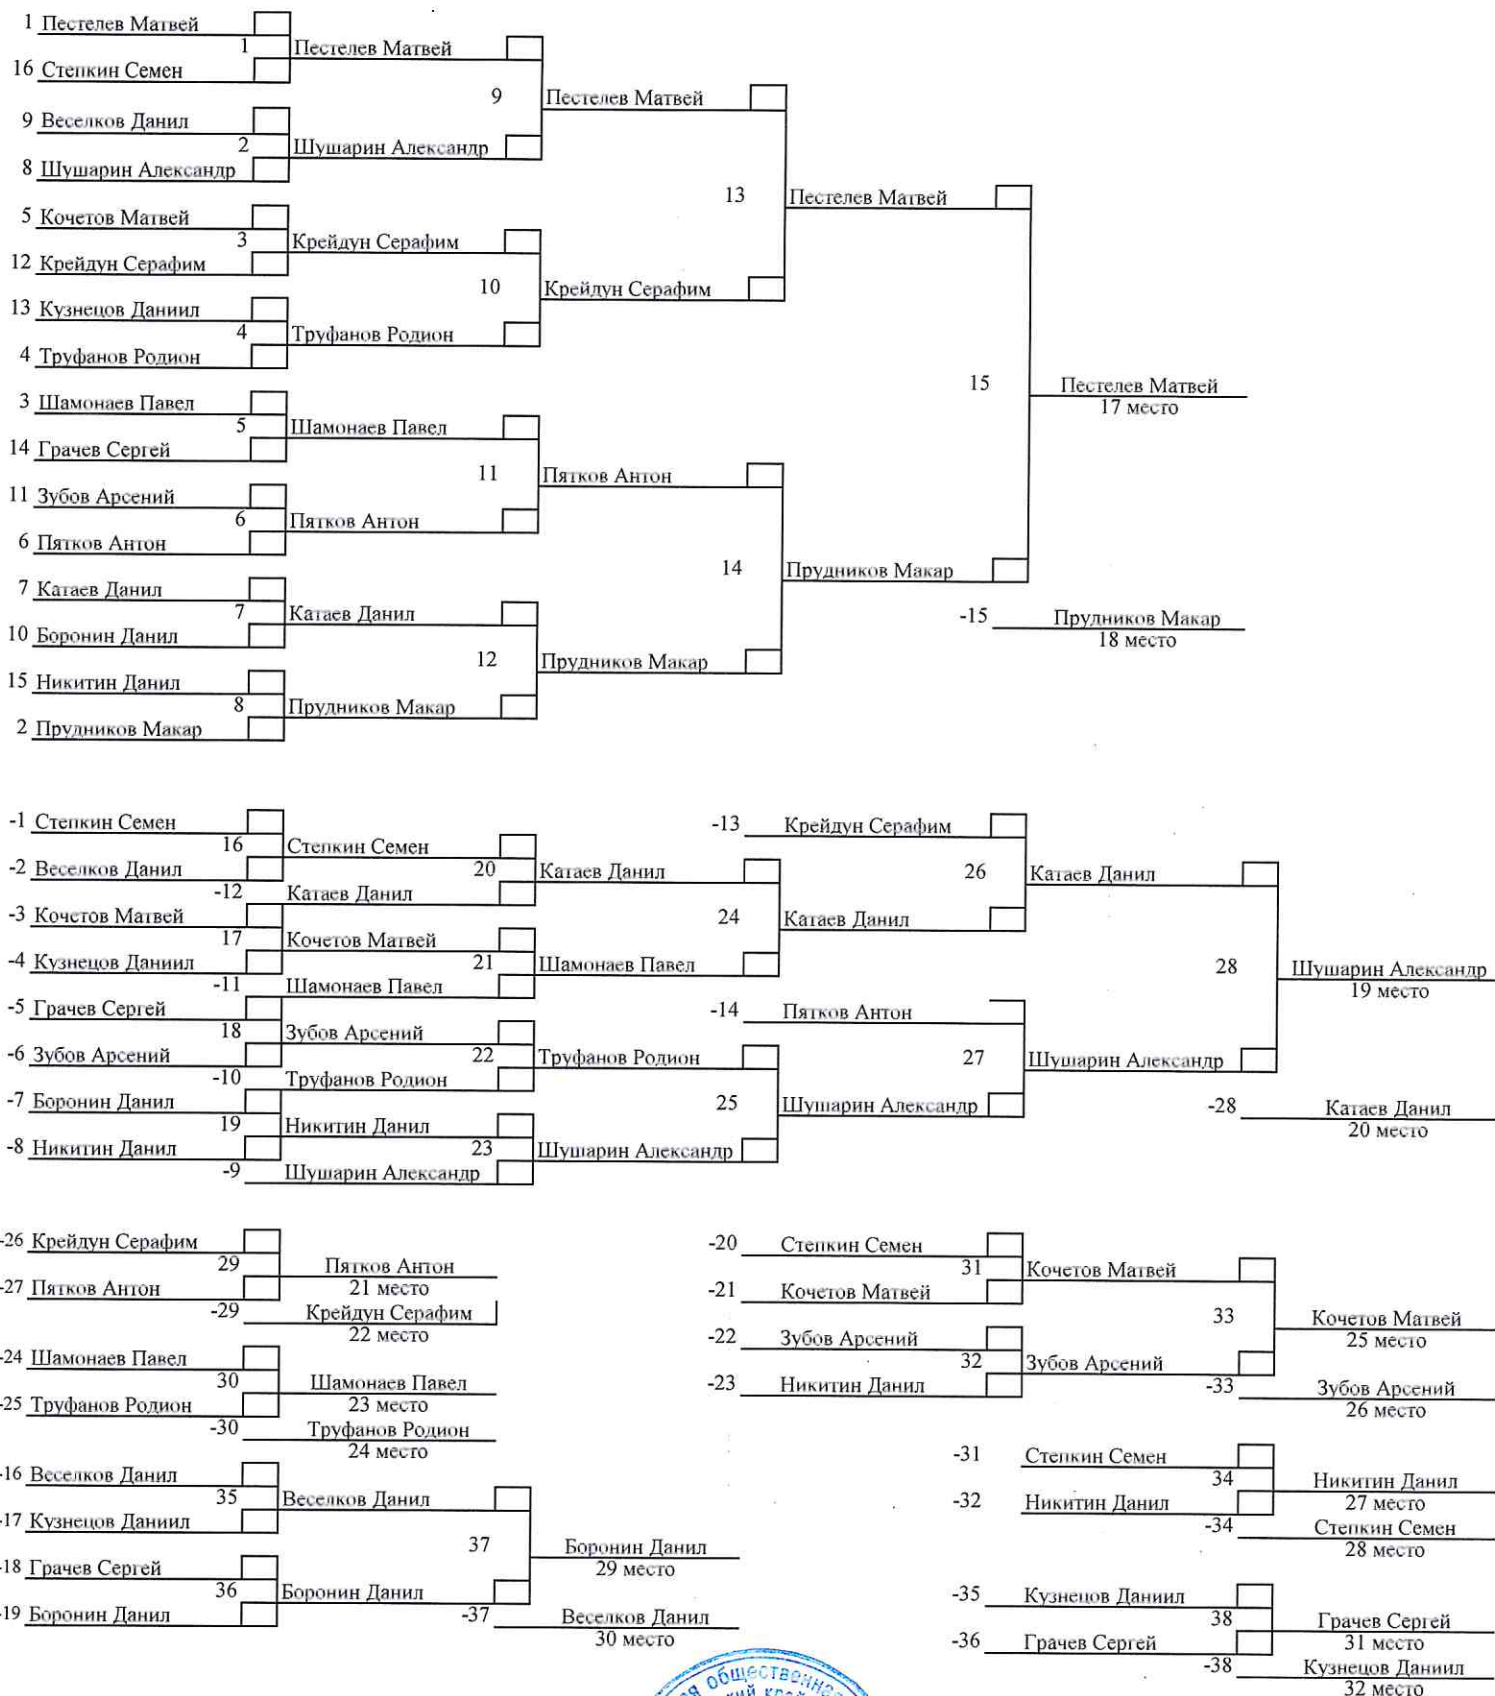 1 Пестелев Матвей
1 Пестелев Матвей
16 Степкин Семен
9 Пестелев Матвей
9 Веселков Данил
2 Шушарин Александр
8 Шушарин Александр
13 Пестелев Матвей
5 Кочетов Матвей
3 Крейдун Серафим
12 Крейдун Серафим
10 Крейдун Серафим
13 Кузнецов Даниил
4 Труфанов Родион
4 Труфанов Родион
15 Пестелев Матвей
17 место
3 Шамонаев Павел
5 Шамонаев Павел
14 Грачев Сергей
11 Пятков Антон
11 Зубов Арсений
6 Пятков Антон
6 Пятков Антон
14 Прудников Макар
7 Катаев Данил
7 Катаев Данил
10 Боронин Данил
-15 Прудников Макар
18 место
12 Прудников Макар
15 Никитин Данил
8 Прудников Макар
2 Прудников Макар
-1 Степкин Семен
16 Степкин Семен
-2 Веселков Данил
20 Катаев Данил
-12 Катаев Данил
-3 Кочетов Матвей
17 Кочетов Матвей
-4 Кузнецов Даниил
21 Шамонаев Павел
-11 Шамонаев Павел
-5 Грачев Сергей
18 Зубов Арсений
-6 Зубов Арсений
22 Труфанов Родион
-10 Труфанов Родион
-7 Боронин Данил
19 Никитин Данил
-8 Никитин Данил
23 Шушарин Александр
-9 Шушарин Александр
-13 Крейдун Серафим
26 Катаев Данил
24 Катаев Данил
28 Шушарин Александр
19 место
-14 Пятков Антон
27 Шушарин Александр
25 Шушарин Александр
-28 Катаев Данил
20 место
-26 Крейдун Серафим
29 Пятков Антон
21 место
-27 Пятков Антон
-29 Крейдун Серафим
22 место
-24 Шамонаев Павел
30 Шамонаев Павел
23 место
-25 Труфанов Родион
-30 Труфанов Родион
24 место
-16 Веселков Данил
35 Веселков Данил
-17 Кузнецов Даниил
37 Боронин Данил
29 место
-18 Грачев Сергей
36 Боронин Данил
-19 Боронин Данил
-37 Веселков Данил
30 место
-20 Степкин Семен
31 Кочетов Матвей
-21 Кочетов Матвей
33 Кочетов Матвей
25 место
-22 Зубов Арсений
32 Зубов Арсений
-23 Никитин Данил
-33 Зубов Арсений
26 место
-31 Степкин Семен
34 Никитин Данил
27 место
-32 Никитин Данил
-34 Степкин Семен
28 место
-35 Кузнецов Даниил
38 Грачев Сергей
31 место
-36 Грачев Сергей
-38 Кузнецов Даниил
32 место